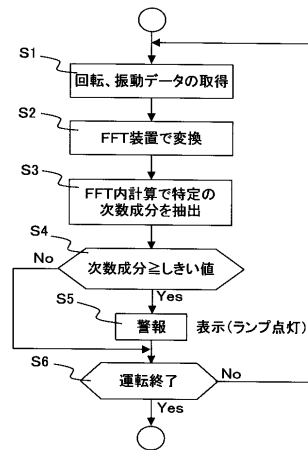 S1
回転、振動データの取得
S2
FFT装置で変換
S3
FFT内計算で特定の
次数成分を抽出
S4
No
次数成分≧しきい値
Yes
S5
警報
表示(ランプ点灯)
S6
運転終了
No
Yes